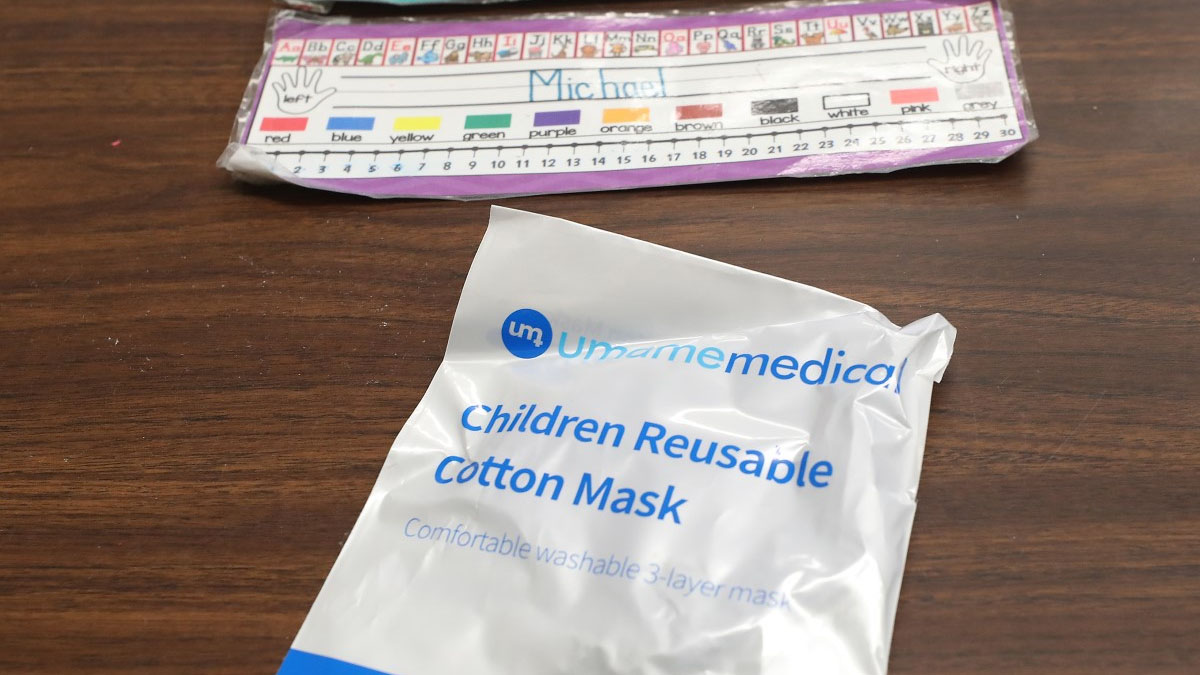 Aa Bb Cc Dd Ee Ff Gg Hh Ii Jj Kk Ll Mm Nn Oo Pp Qq Rr Ss Tt Uu Vv Ww Xx Yy Zz
left Michael right
red blue yellow green purple orange brown black white pink grey
2 3 4 5 6 7 8 9 10 11 12 13 14 15 16 17 18 19 20 21 22 23 24 25 26 27 28 29 30
um umamemedical
Children Reusable
Cotton Mask
Comfortable washable 3-layer mask